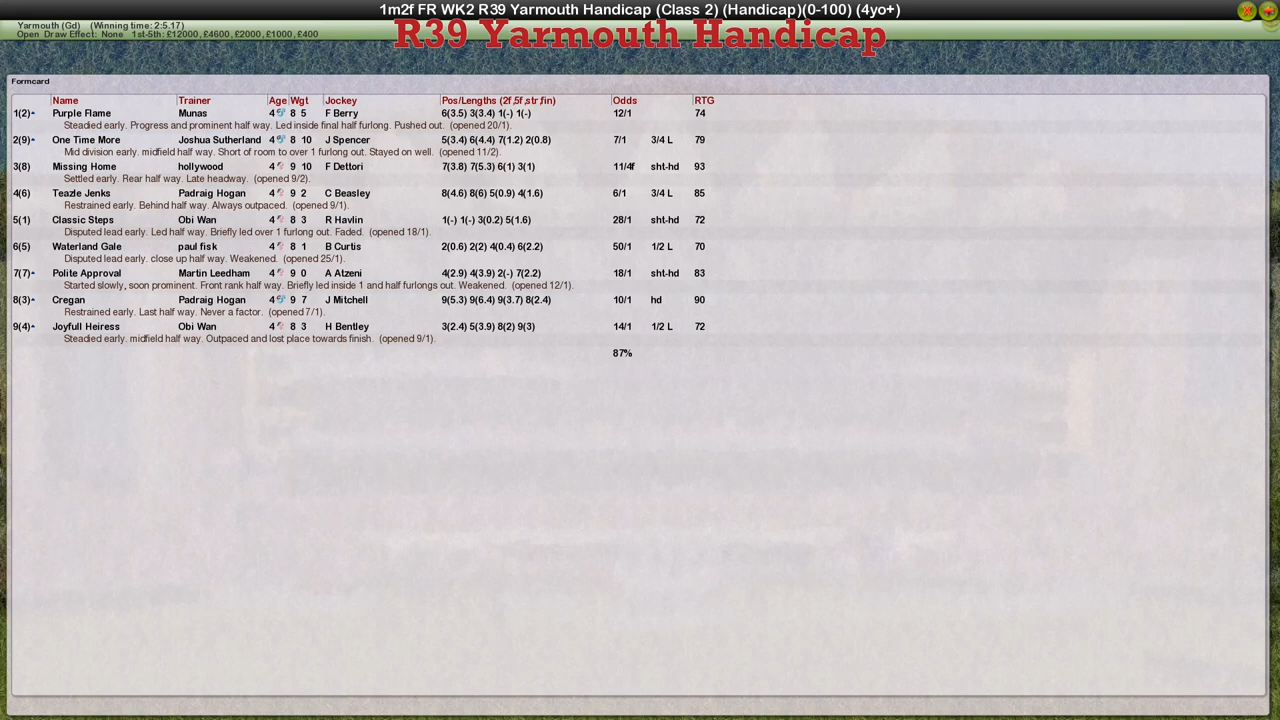 1m2f FR WK2 R39 Yarmouth Handicap (Class 2) (Handicap)(0-100) (4yo+)
Yarmouth (Gd) (Winning time: 2:5.17)
Open Draw Effect: None 1st-5th: £12000, £4600, £2000, £1000, £400
R39 Yarmouth Handicap
Formcard
Name Trainer Age Wgt Jockey Pos/Lengths (2f,5f,str,fin) Odds RTG
1(2) Purple Flame Munas 4 8 5 F Berry 6(3.5) 3(3.4) 1(-) 1(-) 12/1 74
Steadied early. Progress and prominent half way. Led inside final half furlong. Pushed out. (opened 20/1).
2(9) One Time More Joshua Sutherland 4 8 10 J Spencer 5(3.4) 6(4.4) 7(1.2) 2(0.8) 7/1 3/4 L 79
Mid division early. midfield half way. Short of room to over 1 furlong out. Stayed on well. (opened 11/2).
3(8) Missing Home hollywood 4 9 10 F Dettori 7(3.8) 7(5.3) 6(1) 3(1) 11/4f sht-hd 93
Settled early. Rear half way. Late headway. (opened 9/2).
4(6) Teazle Jenks Padraig Hogan 4 9 2 C Beasley 8(4.6) 8(6) 5(0.9) 4(1.6) 6/1 3/4 L 85
Restrained early. Behind half way. Always outpaced. (opened 9/1).
5(1) Classic Steps Obi Wan 4 8 3 R Havlin 1(-) 1(-) 3(0.2) 5(1.6) 28/1 sht-hd 72
Disputed lead early. Led half way. Briefly led over 1 furlong out. Faded. (opened 18/1).
6(5) Waterland Gale paul fisk 4 8 1 B Curtis 2(0.6) 2(2) 4(0.4) 6(2.2) 50/1 1/2 L 70
Disputed lead early. close up half way. Weakened. (opened 25/1).
7(7) Polite Approval Martin Leedham 4 9 0 A Atzeni 4(2.9) 4(3.9) 2(-) 7(2.2) 18/1 sht-hd 83
Started slowly, soon prominent. Front rank half way. Briefly led inside 1 and half furlongs out. Weakened. (opened 12/1).
8(3) Cregan Padraig Hogan 4 9 7 J Mitchell 9(5.3) 9(6.4) 9(3.7) 8(2.4) 10/1 hd 90
Restrained early. Last half way. Never a factor. (opened 7/1).
9(4) Joyfull Heiress Obi Wan 4 8 3 H Bentley 3(2.4) 5(3.9) 8(2) 9(3) 14/1 1/2 L 72
Steadied early. midfield half way. Outpaced and lost place towards finish. (opened 9/1).
87%